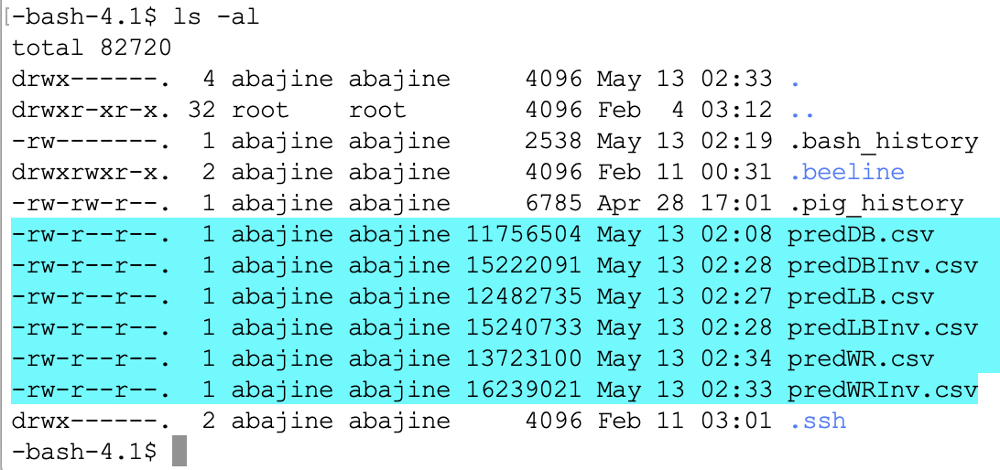 [-bash-4.1$ ls -al
total 82720
drwx------.  4 abajine abajine     4096 May 13 02:33 .
drwxr-xr-x. 32 root    root        4096 Feb  4 03:12 ..
-rw-------.  1 abajine abajine     2538 May 13 02:19 .bash_history
drwxrwxr-x.  2 abajine abajine     4096 Feb 11 00:31 .beeline
-rw-rw-r--.  1 abajine abajine     6785 Apr 28 17:01 .pig_history
-rw-r--r--.  1 abajine abajine 11756504 May 13 02:08 predDB.csv
-rw-r--r--.  1 abajine abajine 15222091 May 13 02:28 predDBInv.csv
-rw-r--r--.  1 abajine abajine 12482735 May 13 02:27 predLB.csv
-rw-r--r--.  1 abajine abajine 15240733 May 13 02:28 predLBInv.csv
-rw-r--r--.  1 abajine abajine 13723100 May 13 02:34 predWR.csv
-rw-r--r--.  1 abajine abajine 16239021 May 13 02:33 predWRInv.csv
drwx------.  2 abajine abajine     4096 Feb 11 03:01 .ssh
-bash-4.1$